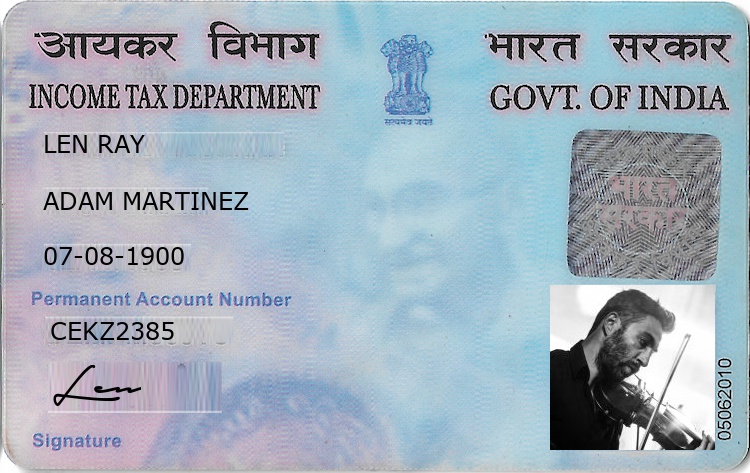 आयकर विभाग
भारत सरकार
INCOME TAX DEPARTMENT
GOVT. OF INDIA
सत्यमेव जयते
LEN RAY
ADAM MARTINEZ
07-08-1900
भारत
सरकार
Permanent Account Number
CEKZ2385
Len
Signature
05062010